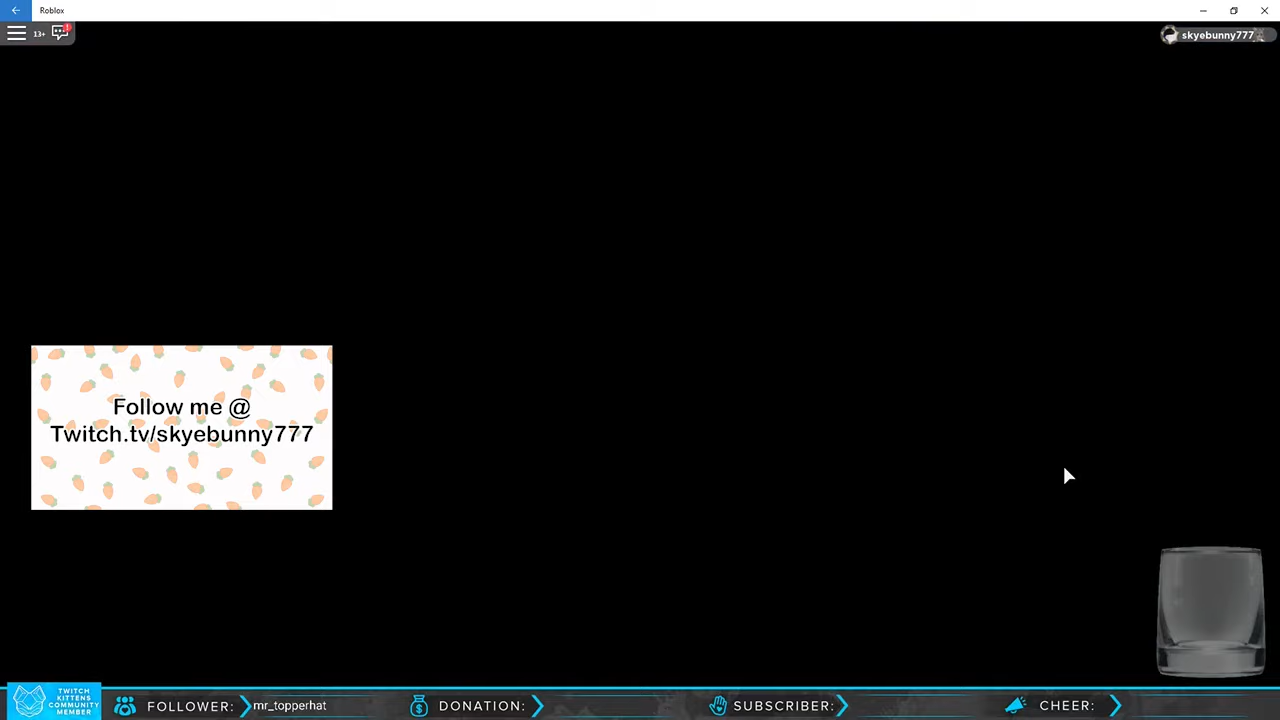 Roblox
13+
skyebunny777
Follow me @
Twitch.tv/skyebunny777
TWITCH
KITTENS
COMMUNITY
MEMBER
FOLLOWER:
mr_topperhat
DONATION:
SUBSCRIBER:
CHEER: